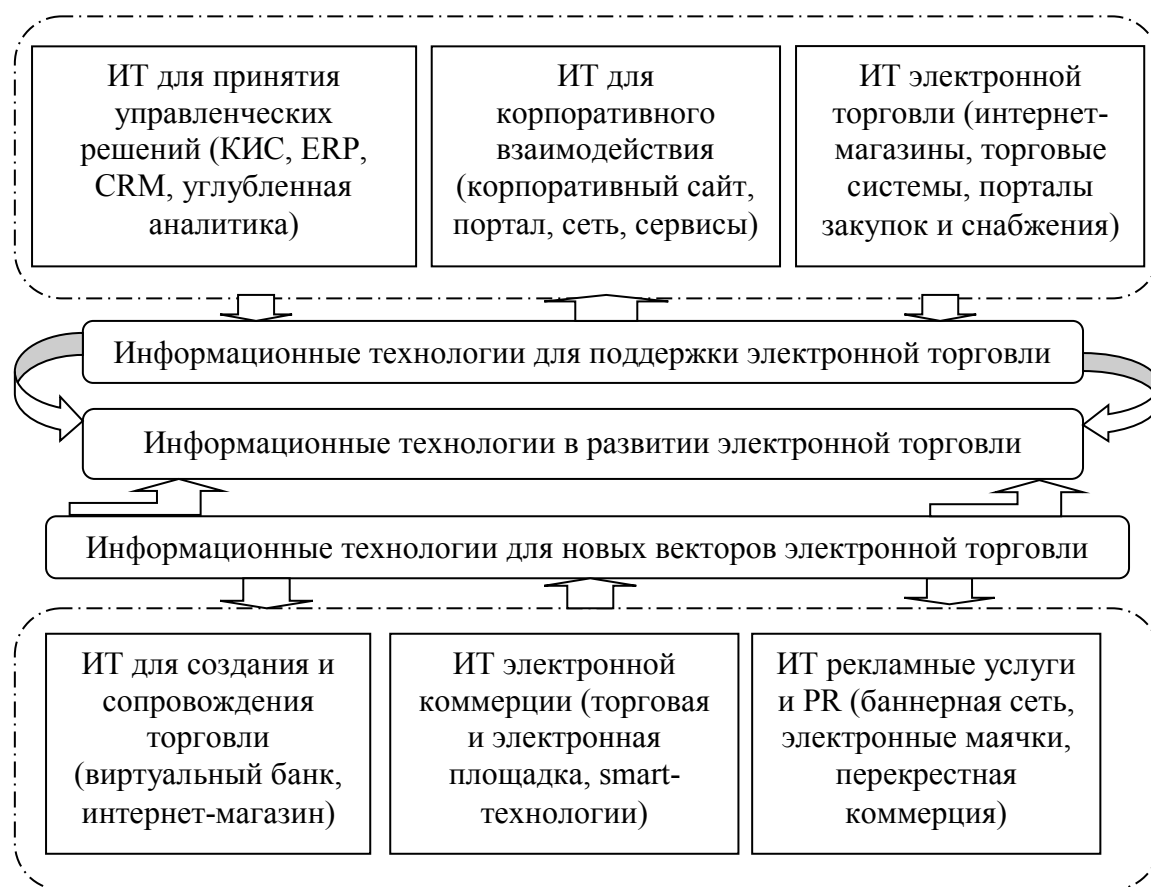 ИТ для принятия
управленческих
решений (КИС, ERP,
CRM, углубленная
аналитика)
ИТ для
корпоративного
взаимодействия
(корпоративный сайт,
портал, сеть, сервисы)
ИТ электронной
торговли (интернет-
магазины, торговые
системы, порталы
закупок и снабжения)
Информационные технологии для поддержки электронной торговли
Информационные технологии в развитии электронной торговли
Информационные технологии для новых векторов электронной торговли
ИТ для создания и
сопровождения
торговли
(виртуальный банк,
интернет-магазин)
ИТ электронной
коммерции (торговая
и электронная
площадка, smart-
технологии)
ИТ рекламные услуги
и PR (баннерная сеть,
электронные маячки,
перекрестная
коммерция)